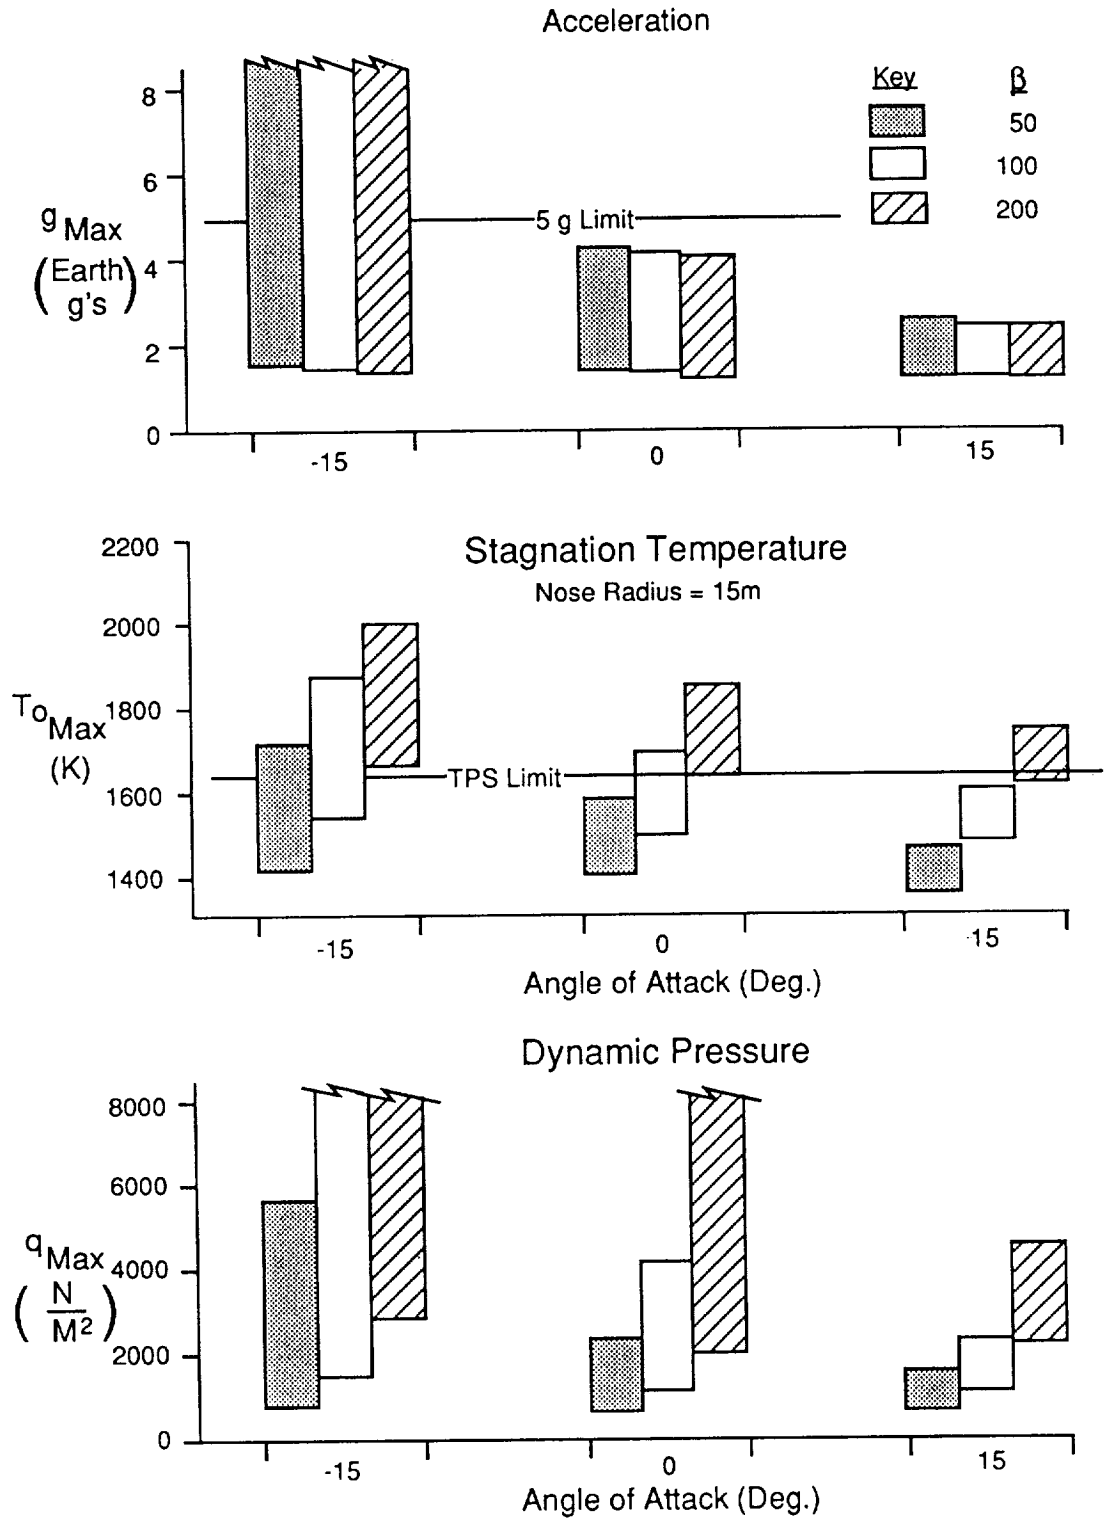 Acceleration
Key β
50
100
200
8
6
4
2
0
g Max
(Earth g's)
5 g Limit
-15 0 15
Stagnation Temperature
Nose Radius = 15m
2200
2000
1800
1600
1400
To Max
(K)
TPS Limit
-15 0 15
Angle of Attack (Deg.)
Dynamic Pressure
8000
6000
4000
2000
0
q Max
(N
M²)
-15 0 15
Angle of Attack (Deg.)